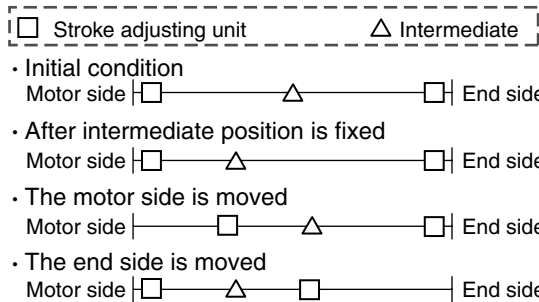 Stroke adjusting unit Intermediate
· Initial condition
Motor side End side
· After intermediate position is fixed
Motor side End side
· The motor side is moved
Motor side End side
· The end side is moved
Motor side End side